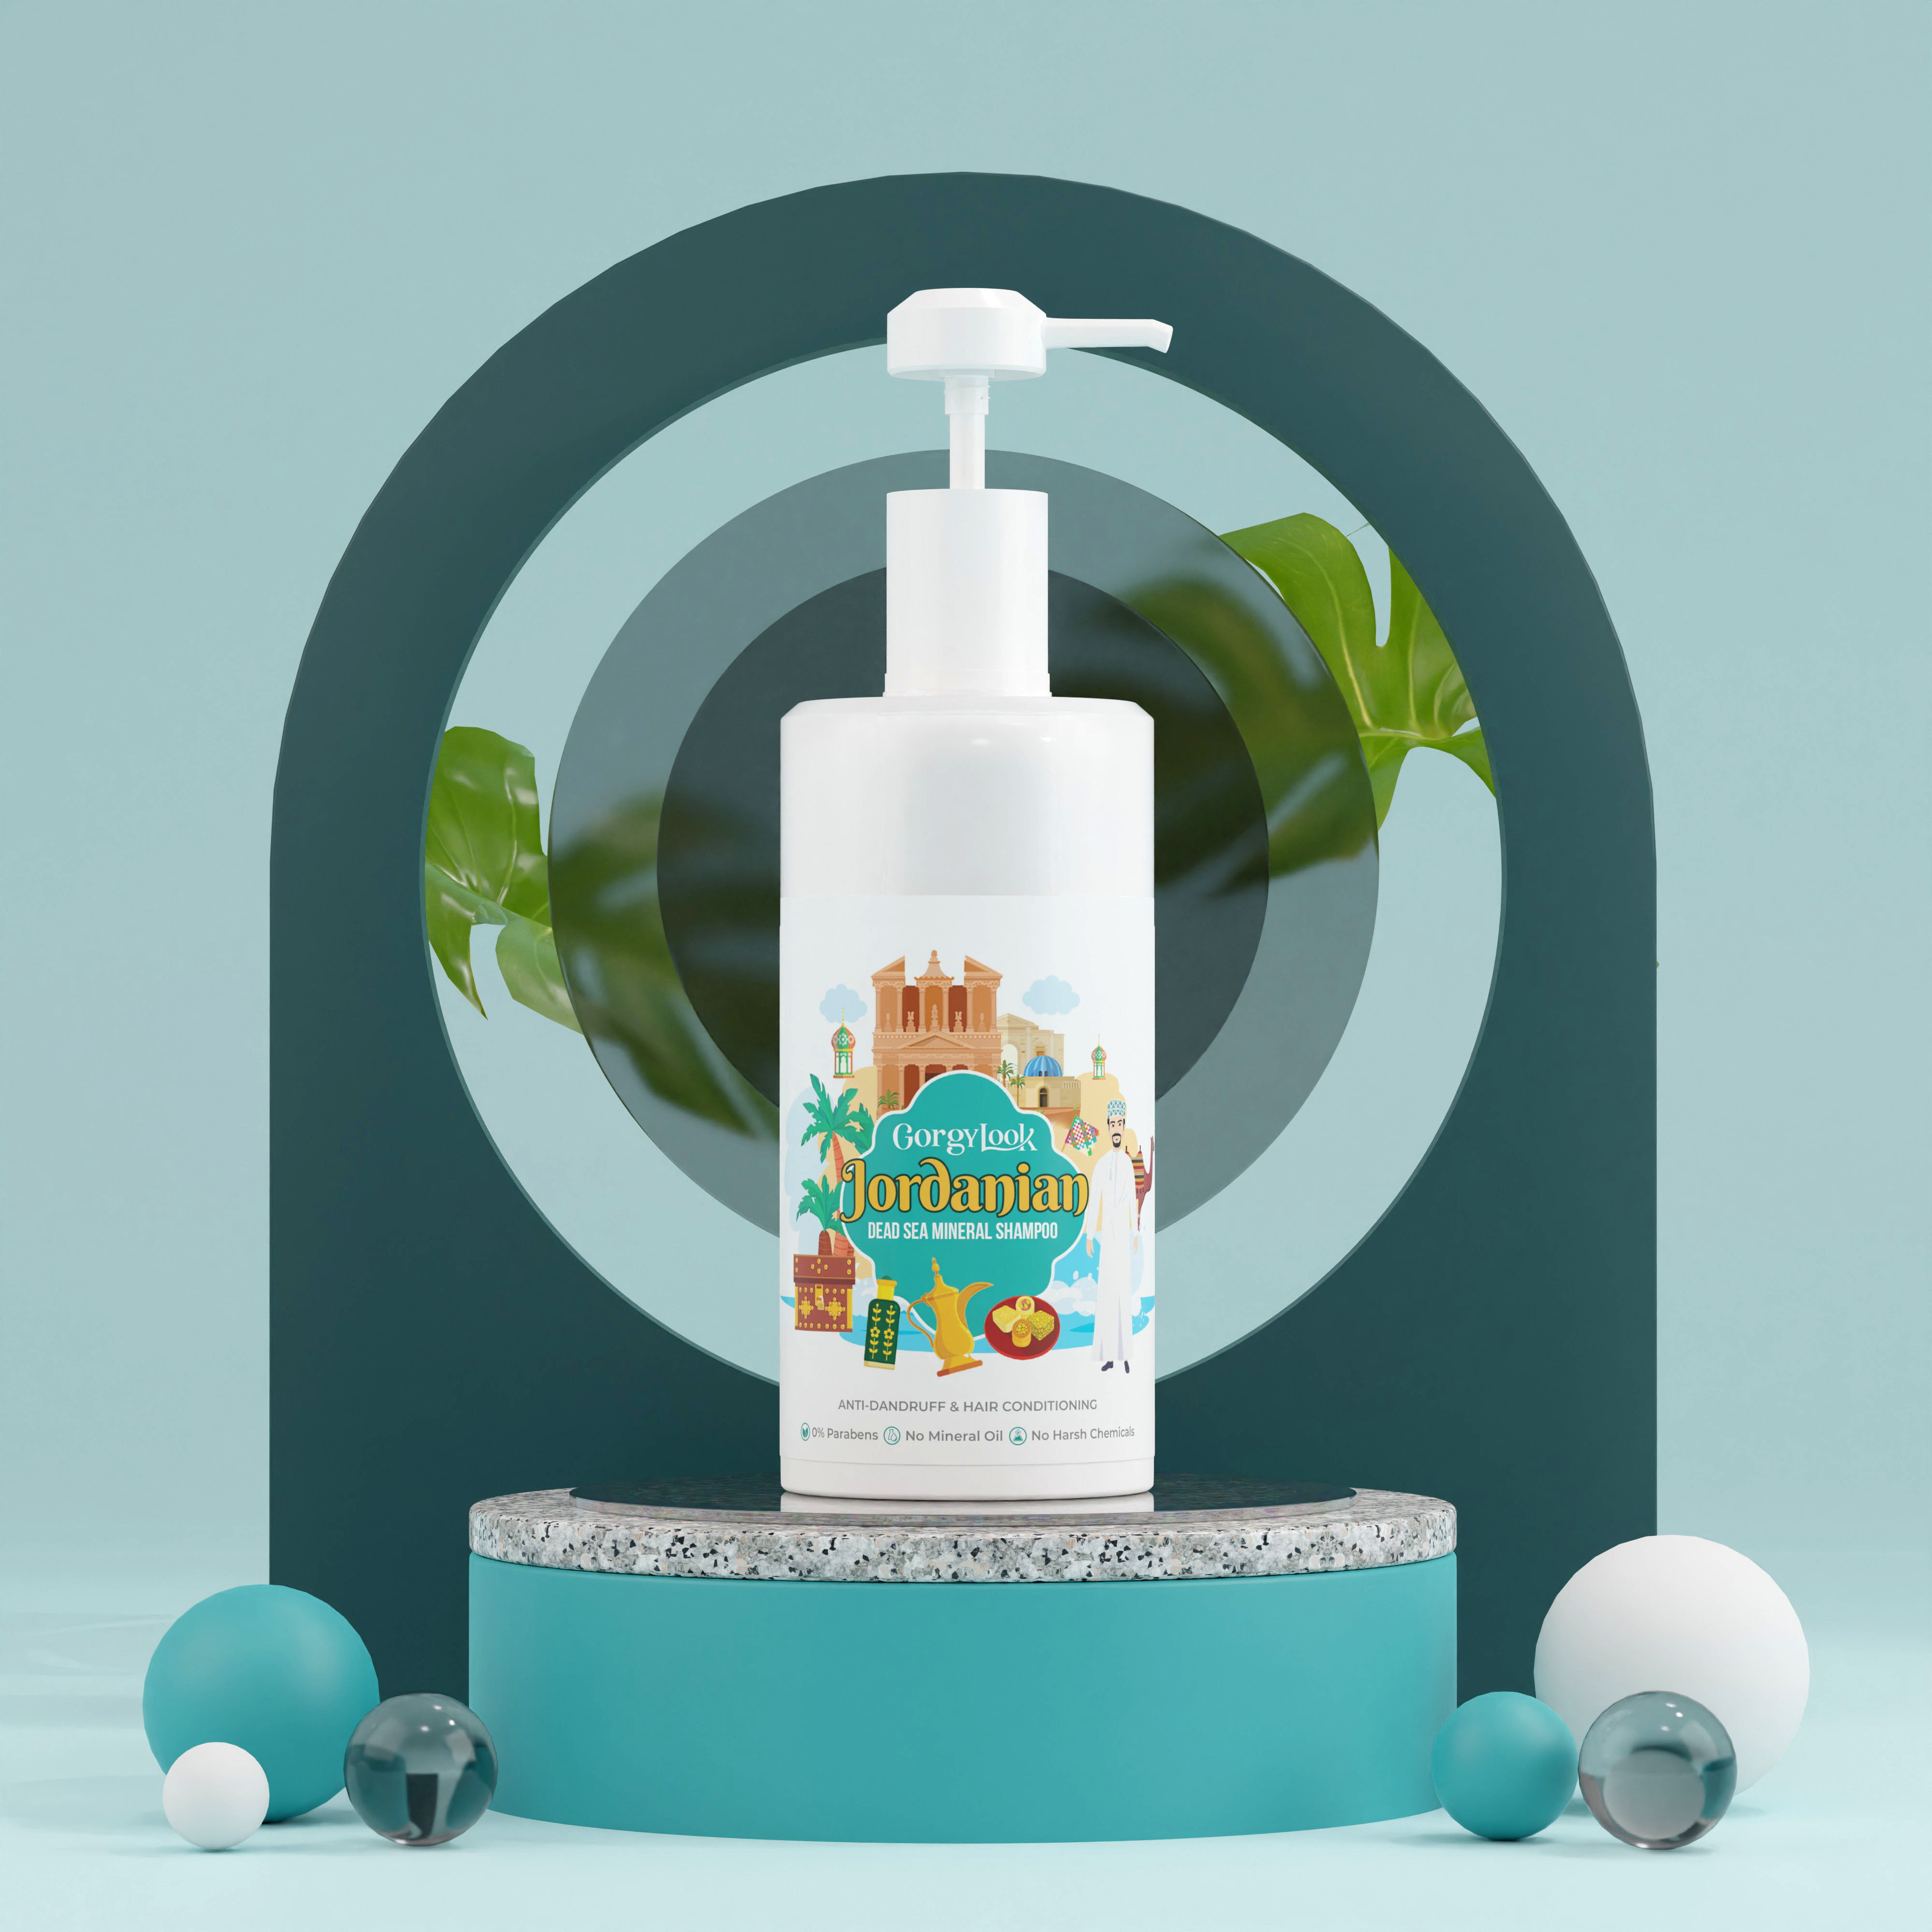 GorgyLook
Jordanian
DEAD SEA MINERAL SHAMPOO
ANTI-DANDRUFF & HAIR CONDITIONING
0% Parabens No Mineral Oil No Harsh Chemicals